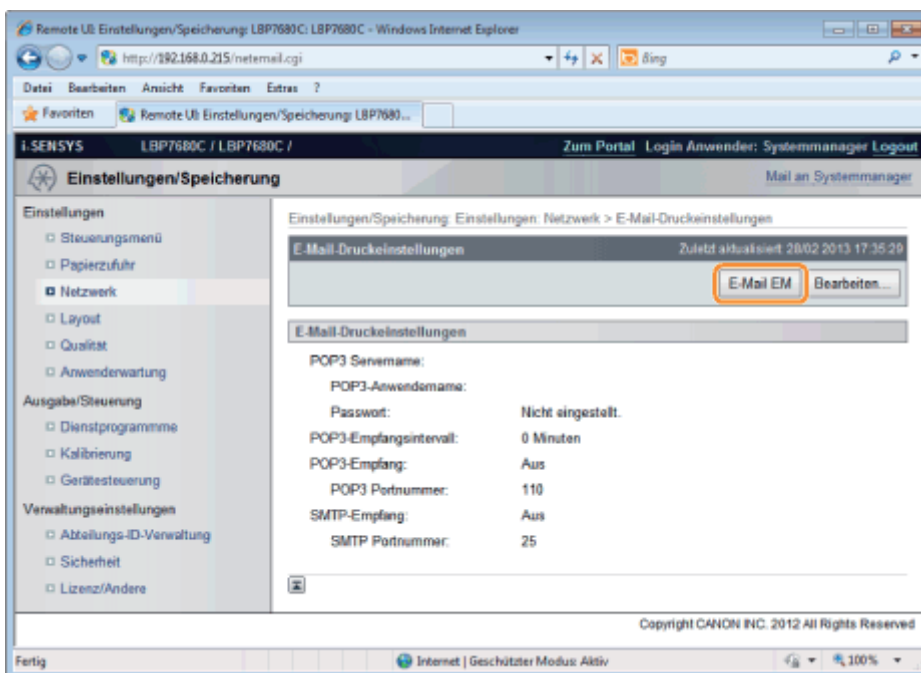 Remote UI: Einstellungen/Speicherung: LBP7680C: LBP7680C - Windows Internet Explorer
http://192.168.0.215/netemail.cgi
Bing
Datei Bearbeiten Ansicht Favoriten Extras ?
Favoriten Remote UI: Einstellungen/Speicherung: LBP7680...
i-SENSYS LBP7680C / LBP7680C / Zum Portal Login Anwender: Systemmanager Logout
Einstellungen/Speicherung Mail an Systemmanager
Einstellungen
Steuerungsmenü
Papierzufuhr
Netzwerk
Layout
Qualität
Anwenderwartung
Ausgabe/Steuerung
Dienstprogrammme
Kalibrierung
Gerätesteuerung
Verwaltungseinstellungen
Abteilungs-ID-Verwaltung
Sicherheit
Lizenz/Andere
Einstellungen/Speicherung: Einstellungen: Netzwerk > E-Mail-Druckeinstellungen
E-Mail-Druckeinstellungen Zuletzt aktualisiert: 28/02 2013 17:35:29
E-Mail EM Bearbeiten...
E-Mail-Druckeinstellungen
POP3 Servername:
POP3-Anwendername:
Passwort: Nicht eingestellt.
POP3-Empfangsintervall: 0 Minuten
POP3-Empfang: Aus
POP3 Portnummer: 110
SMTP-Empfang: Aus
SMTP Portnummer: 25
Copyright CANON INC. 2012 All Rights Reserved
Fertig Internet | Geschützter Modus: Aktiv 100%